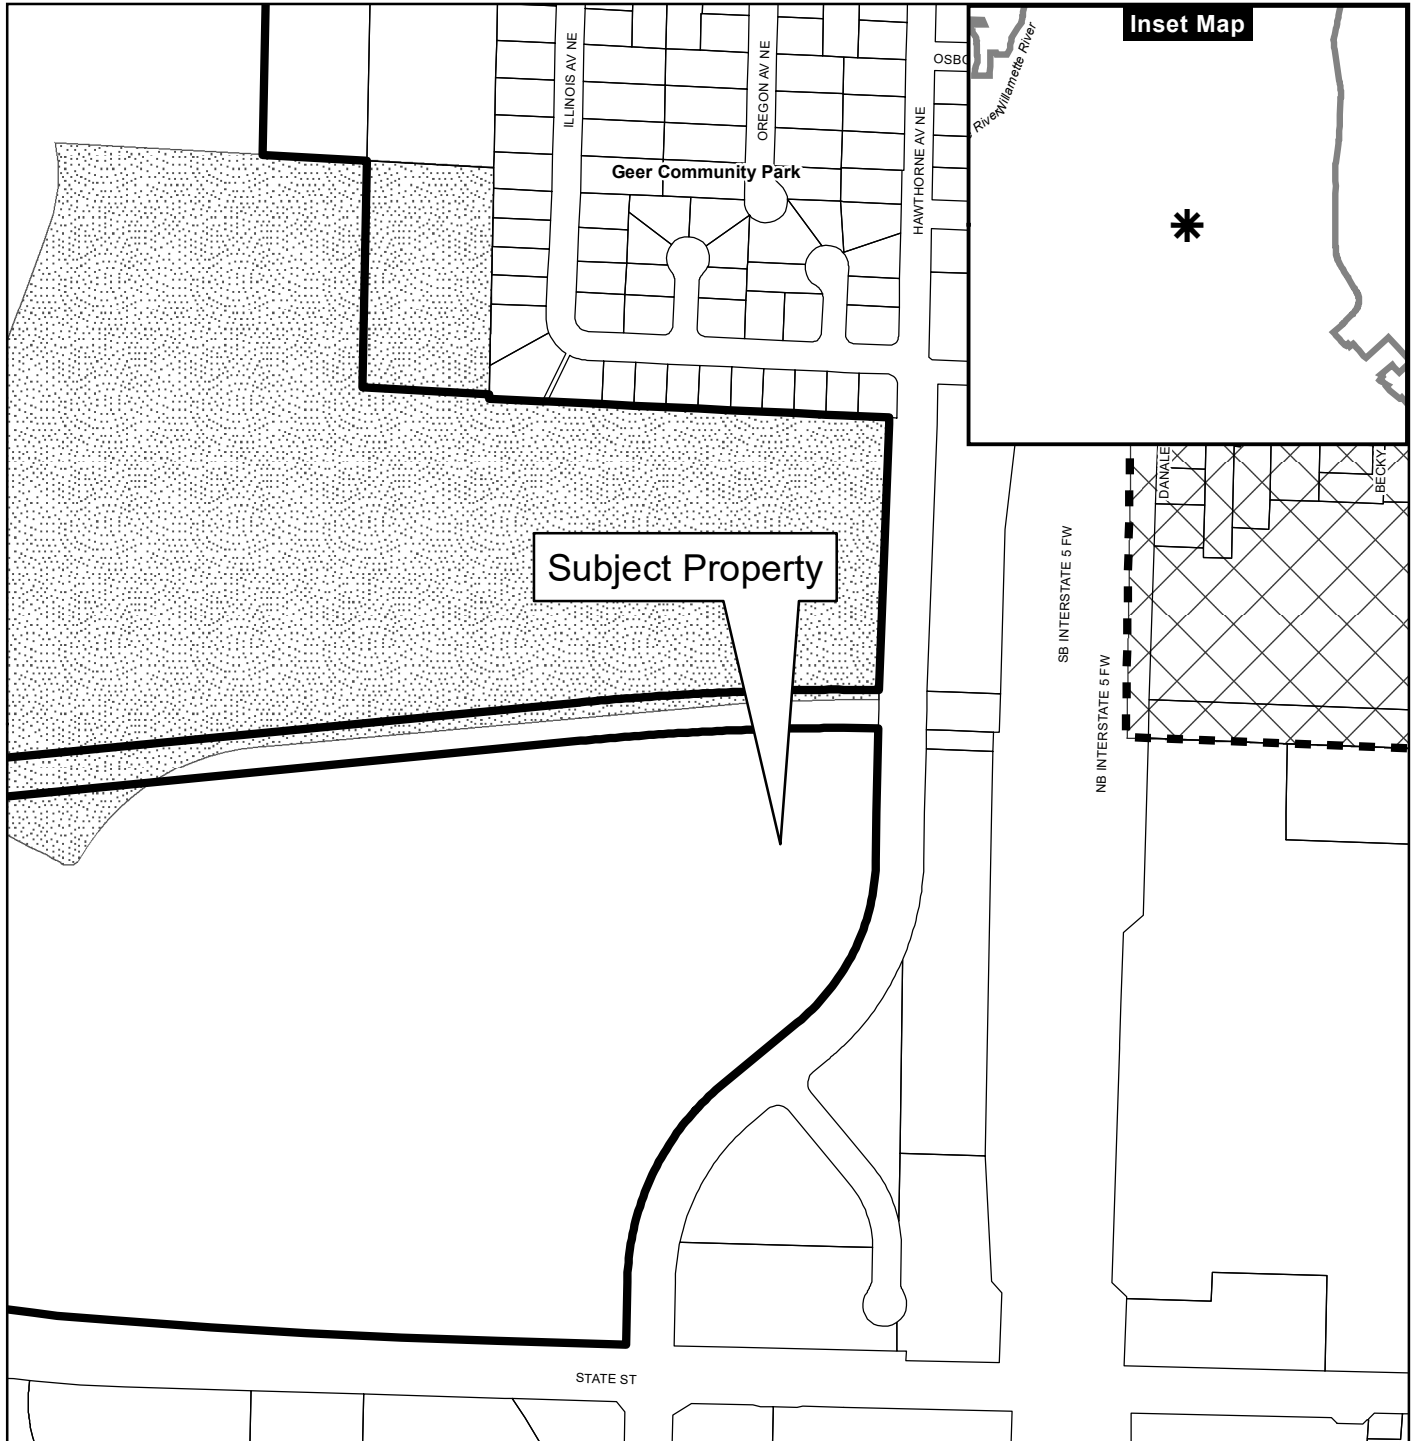 Inset Map
Willamette River
River
ILLINOIS AV NE
OREGON AV NE
OSBO
HAWTHORNE AV NE
Geer Community Park
DANALE
BECKY
Subject Property
SB INTERSTATE 5 FW
NB INTERSTATE 5 FW
STATE ST